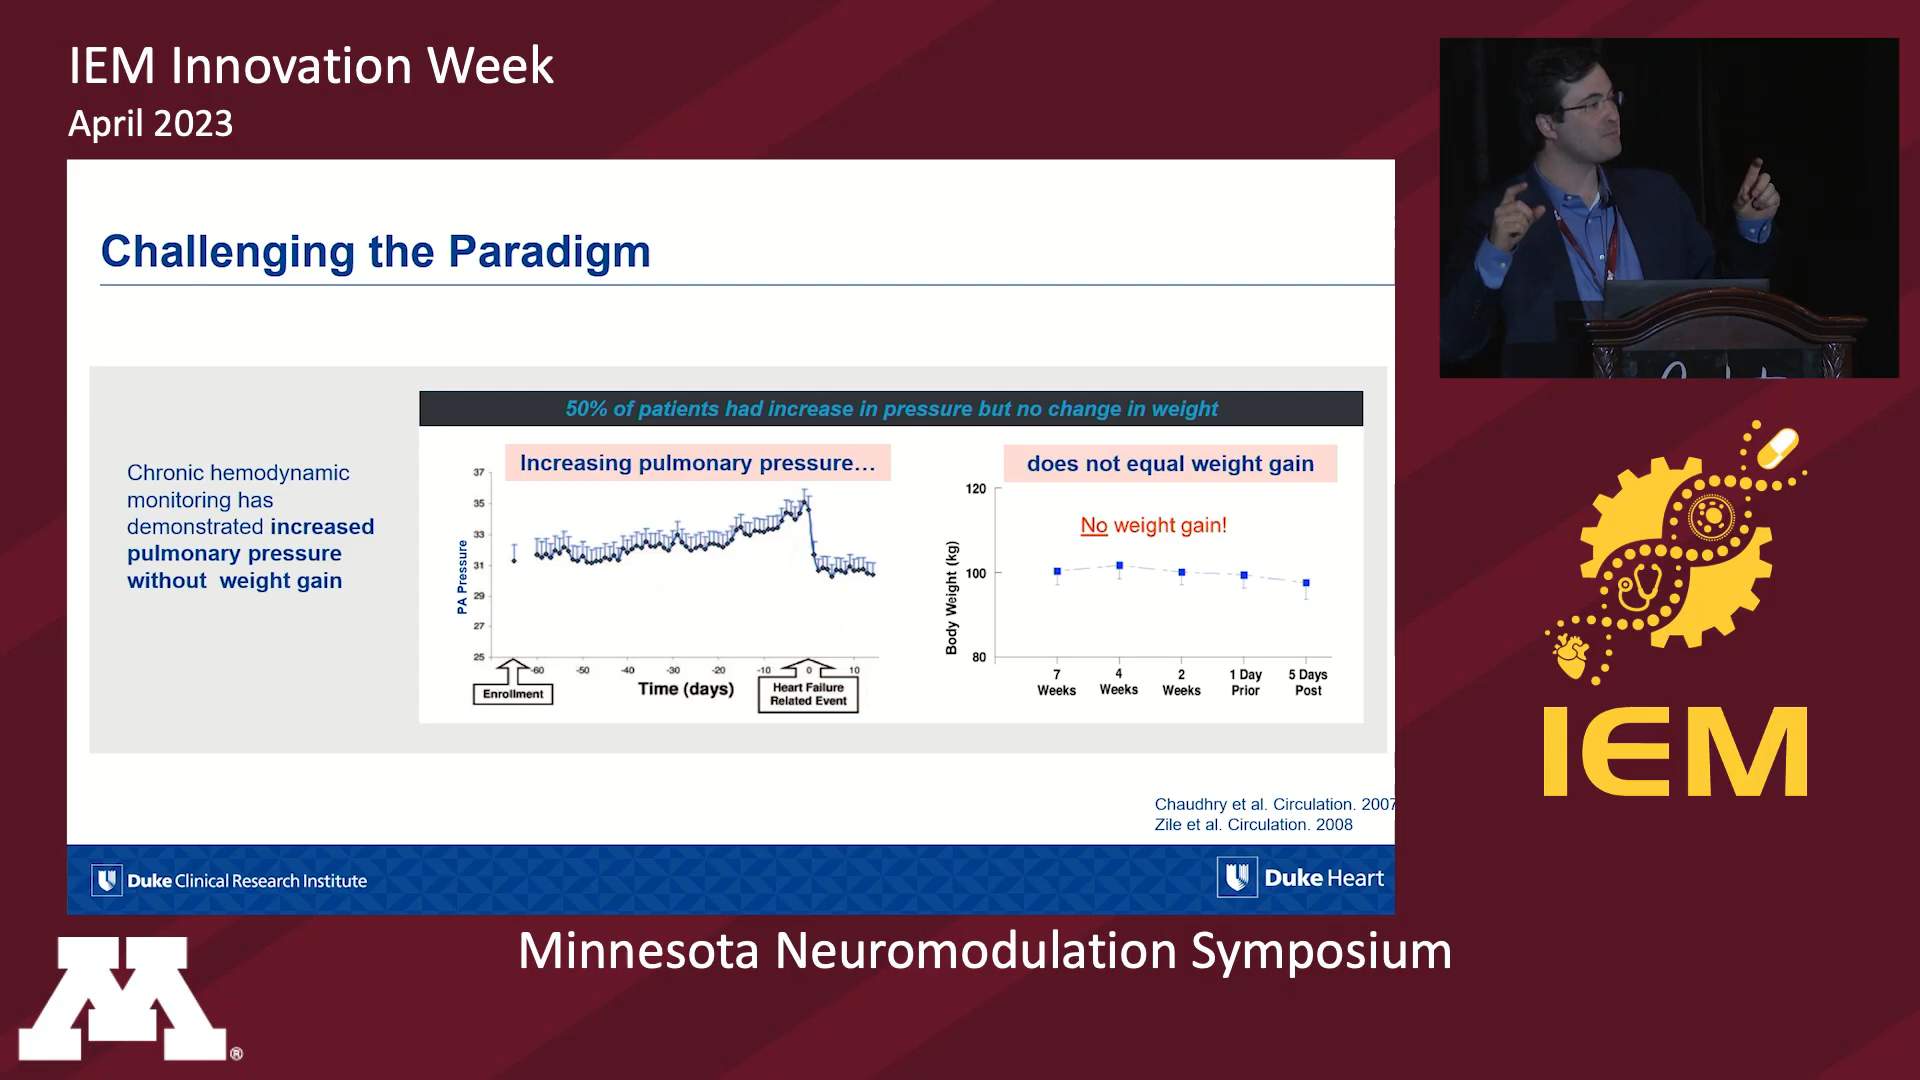 IEM Innovation Week
April 2023
Challenging the Paradigm
50% of patients had increase in pressure but no change in weight
Chronic hemodynamic
monitoring has
demonstrated increased
pulmonary pressure
without weight gain
Increasing pulmonary pressure...
PA Pressure
37
35
33
31
29
27
25
-60
-50
-40
-30
-20
-10
0
10
Time (days)
Enrollment
Heart Failure
Related Event
does not equal weight gain
No weight gain!
Body Weight (kg)
120
100
80
7
Weeks
4
Weeks
2
Weeks
1 Day
Prior
5 Days
Post
Chaudhry et al. Circulation. 2007
Zile et al. Circulation. 2008
Duke Clinical Research Institute
Duke Heart
IEM
Minnesota Neuromodulation Symposium
M®